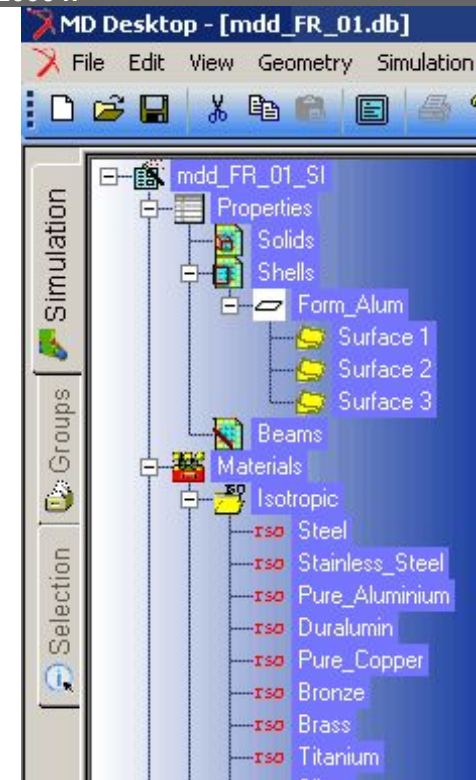 MD Desktop - [mdd_FR_01.db]
File Edit View Geometry Simulation
Simulation
Groups
Selection
mdd_FR_01_SI
Properties
Solids
Shells
Form_Alum
Surface 1
Surface 2
Surface 3
Beams
Materials
Isotropic
ISO Steel
ISO Stainless_Steel
ISO Pure_Aluminium
ISO Duralumin
ISO Pure_Copper
ISO Bronze
ISO Brass
ISO Titanium